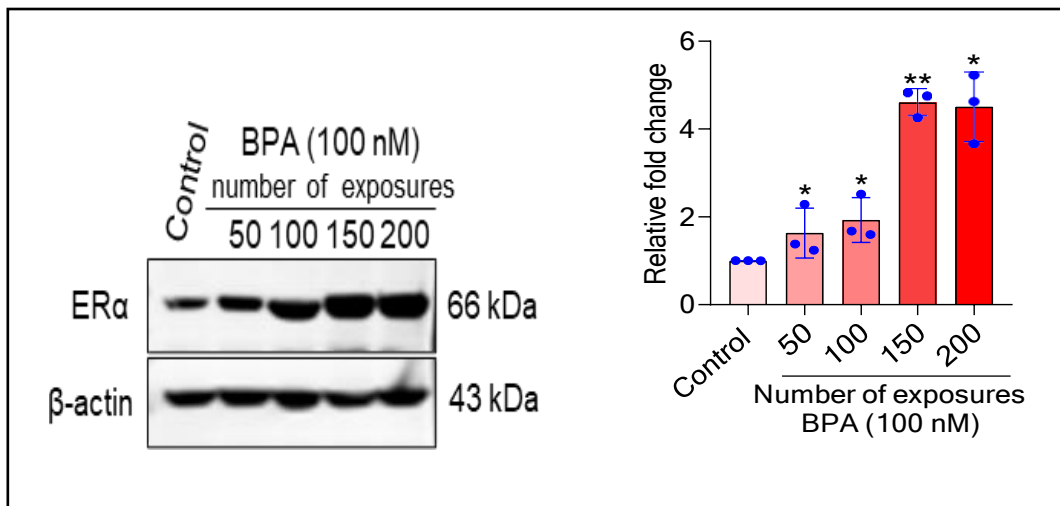 Control
BPA (100 nM)
number of exposures
50 100 150 200
ERα
66 kDa
β-actin
43 kDa
Relative fold change
6
4
2
0
*
*
**
*
Control
50
100
150
200
Number of exposures
BPA (100 nM)